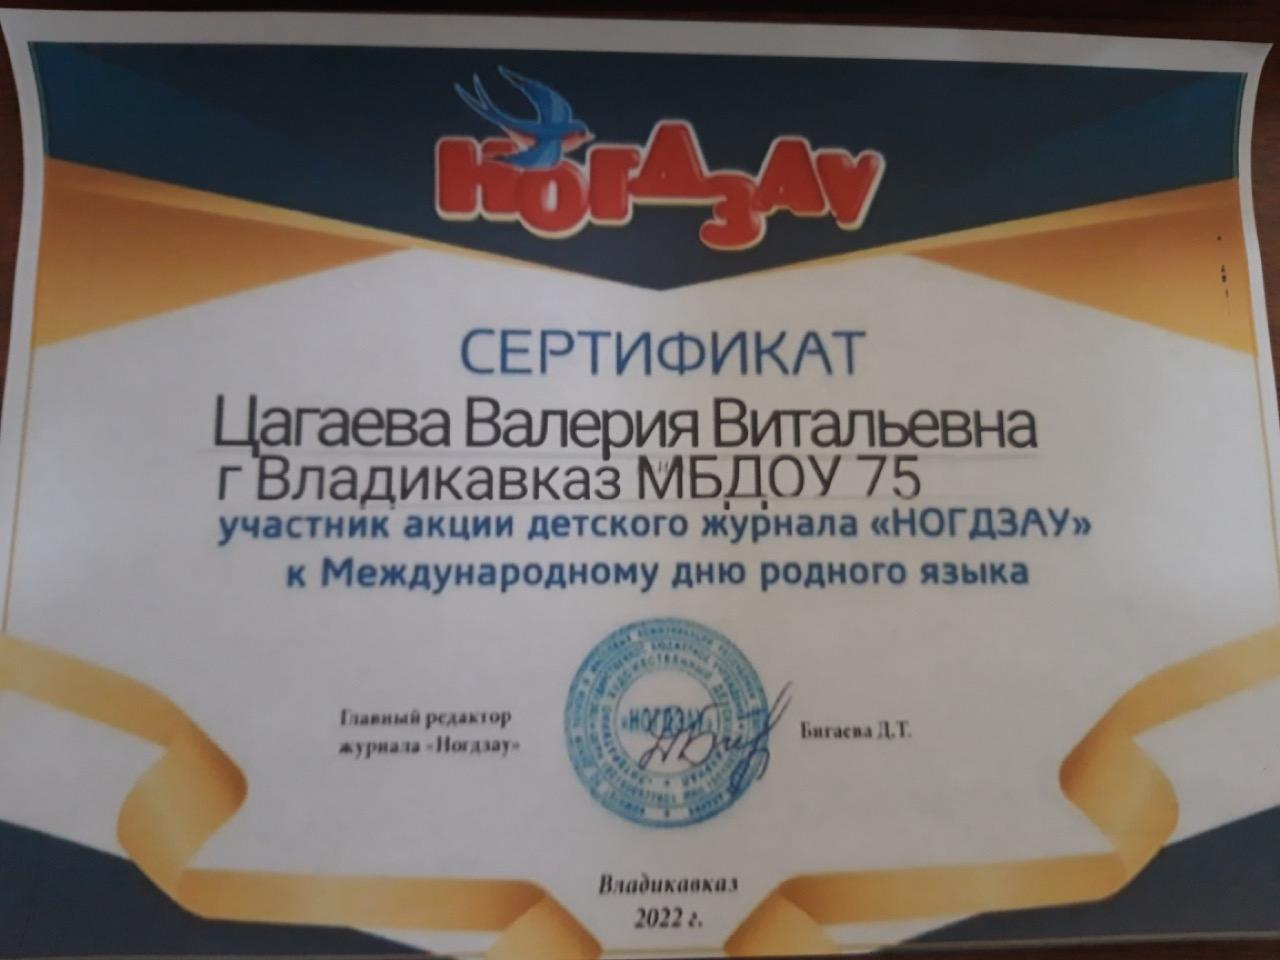 НОГДЗАУ
СЕРТИФИКАТ
Цагаева Валерия Витальевна
г Владикавказ МБДОУ 75
участник акции детского журнала «НОГДЗАУ»
к Международному дню родного языка
Главный редактор
журнала «Ногдзау»
«НОГДЗАУ»
Бигаева Д.Т.
Владикавказ
2022 г.